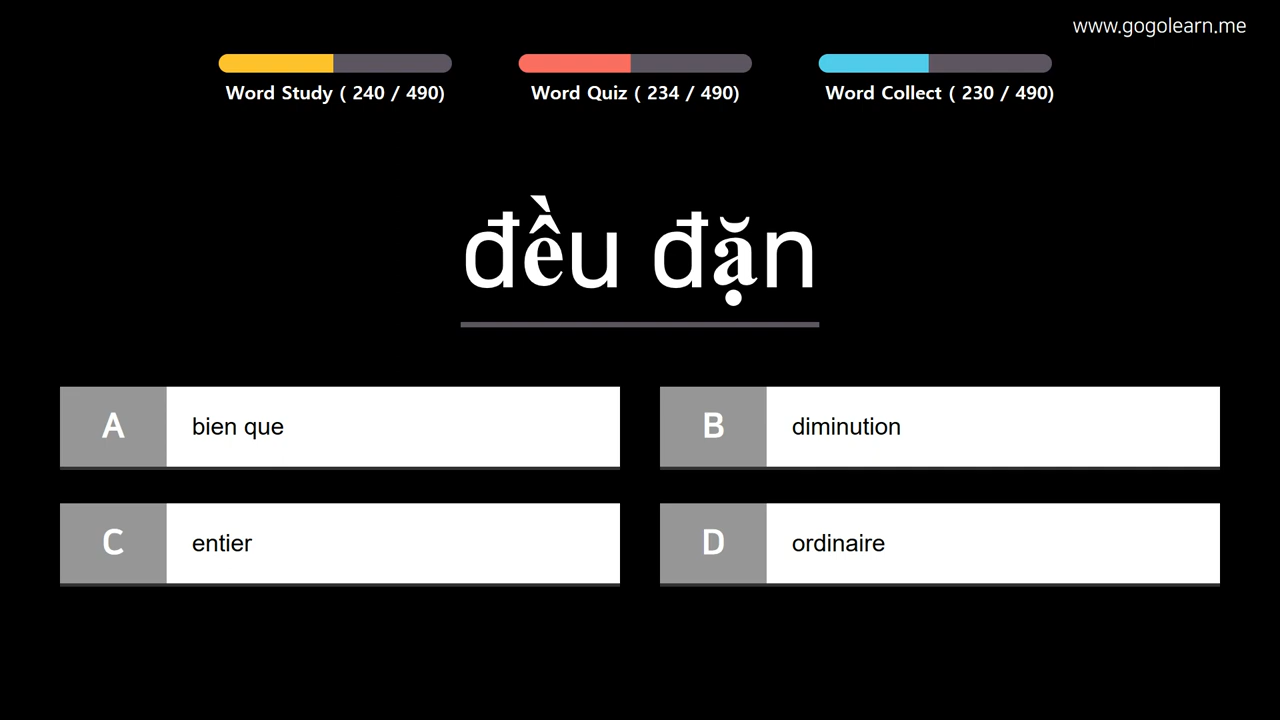 www.gogolearn.me
Word Study ( 240 / 490)
Word Quiz ( 234 / 490)
Word Collect ( 230 / 490)
đều đặn
A bien que
B diminution
C entier
D ordinaire